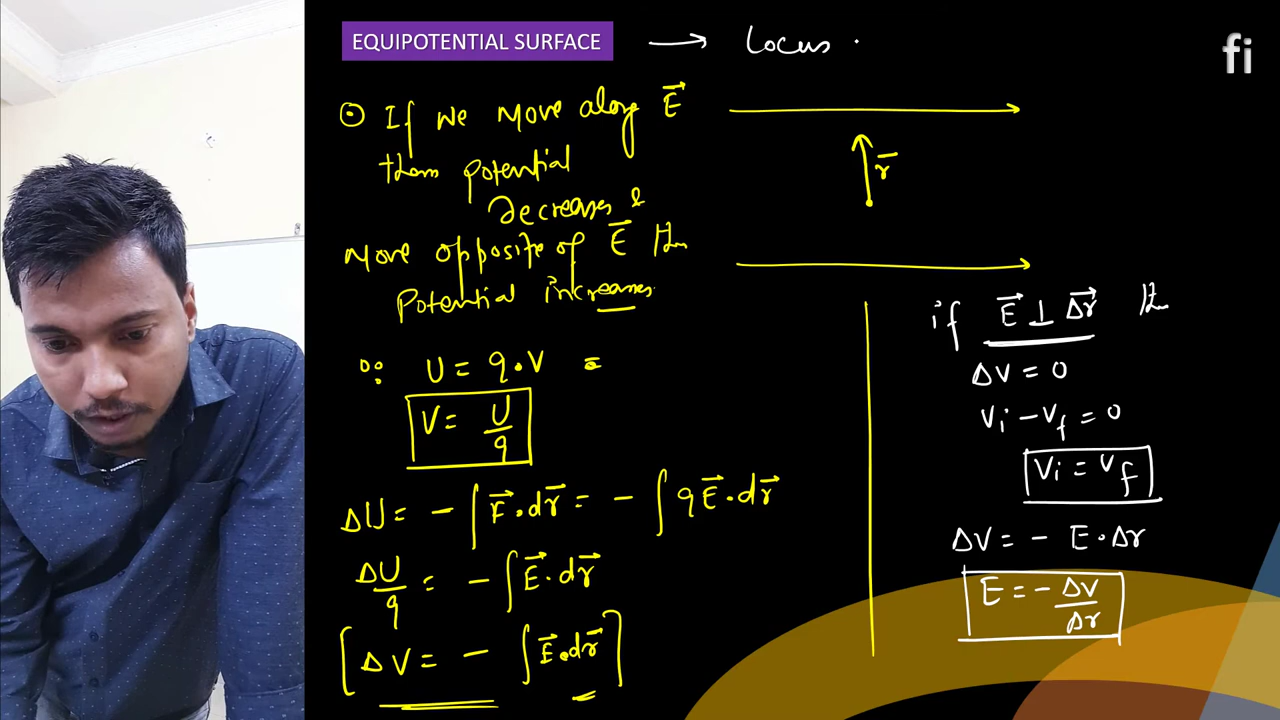 EQUIPOTENTIAL SURFACE → Locus .
fi
⊙ If we move along E⃗
then potential
decreases &
move opposite of E⃗ then
Potential increases.
r⃗
∵ U = q·V =
V = U/q
ΔU = - ∫ F⃗·dr⃗ = - ∫ qE⃗·dr⃗
ΔU/q = - ∫ E⃗·dr⃗
[ΔV = - ∫ E⃗·dr⃗]
if E⃗ ⊥ Δr⃗ then
ΔV = 0
Vi - Vf = 0
Vi = Vf
ΔV = - E·Δr
E = - ΔV/Δr